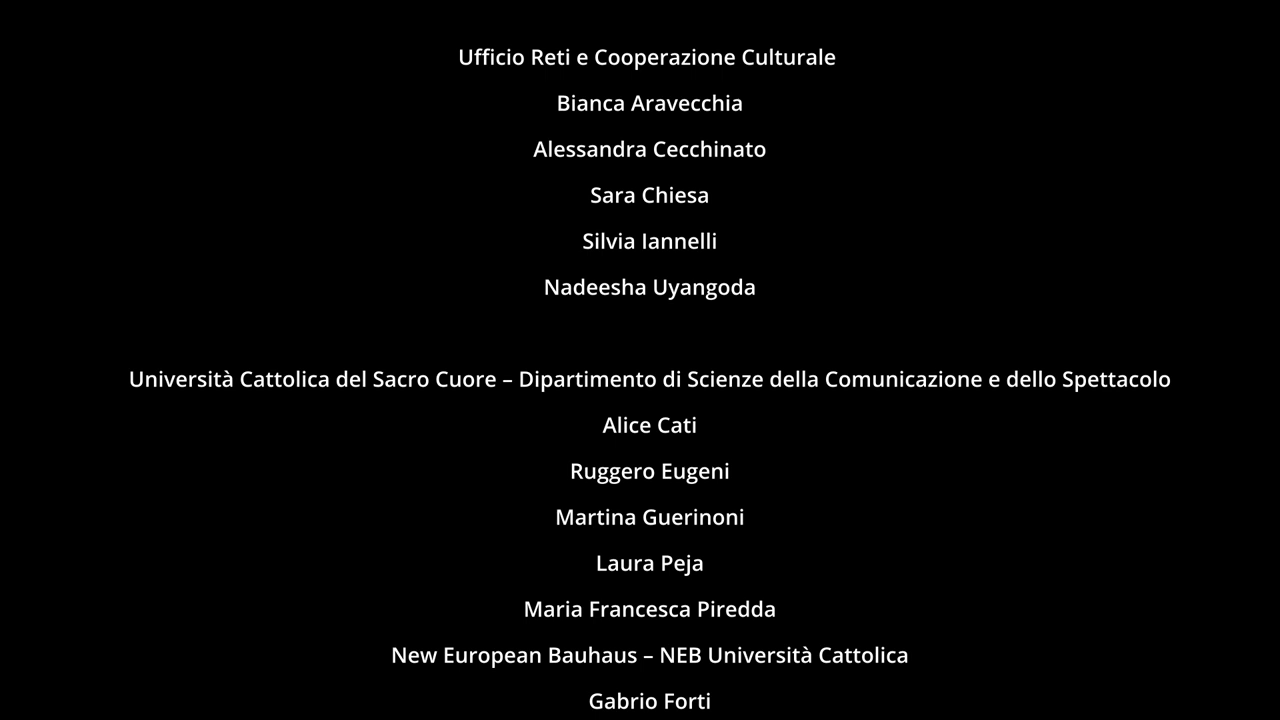 Ufficio Reti e Cooperazione Culturale
Bianca Aravecchia
Alessandra Cecchinato
Sara Chiesa
Silvia Iannelli
Nadeesha Uyangoda
Università Cattolica del Sacro Cuore – Dipartimento di Scienze della Comunicazione e dello Spettacolo
Alice Cati
Ruggero Eugeni
Martina Guerinoni
Laura Peja
Maria Francesca Piredda
New European Bauhaus – NEB Università Cattolica
Gabrio Forti